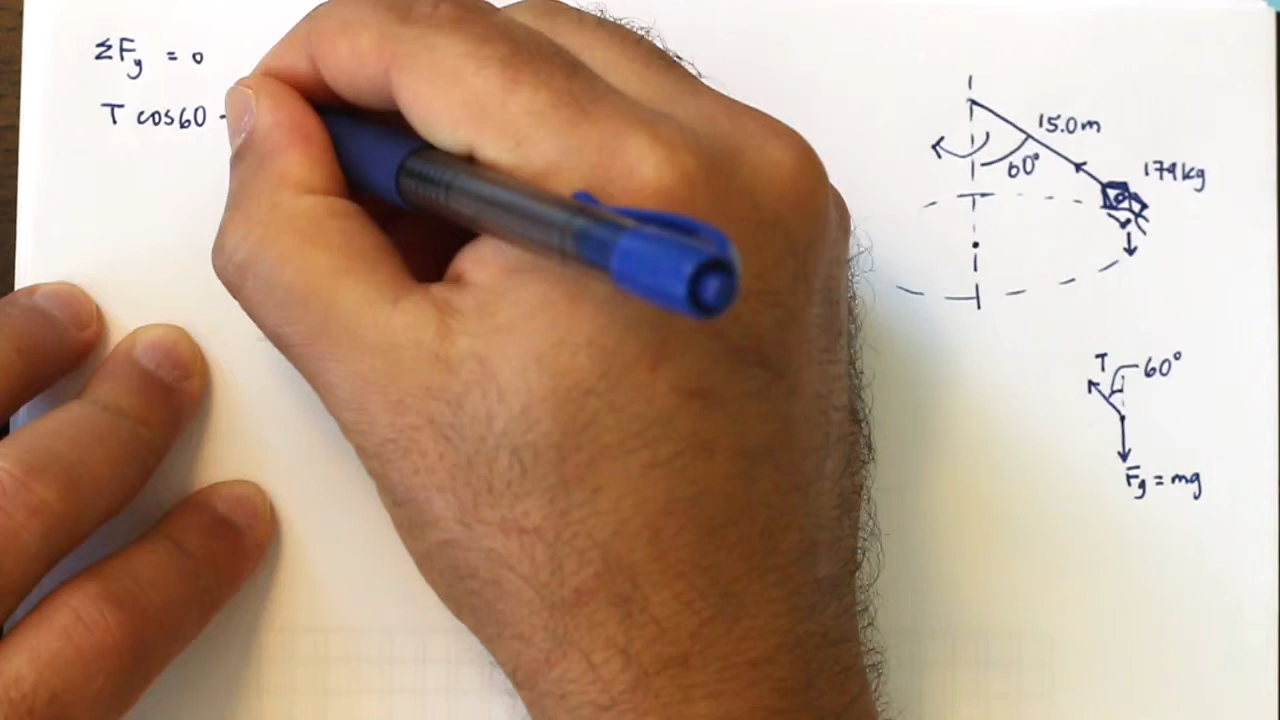 ΣFy = 0
T cos60 -
15.0m
60°
179kg
T
60°
Fg = mg